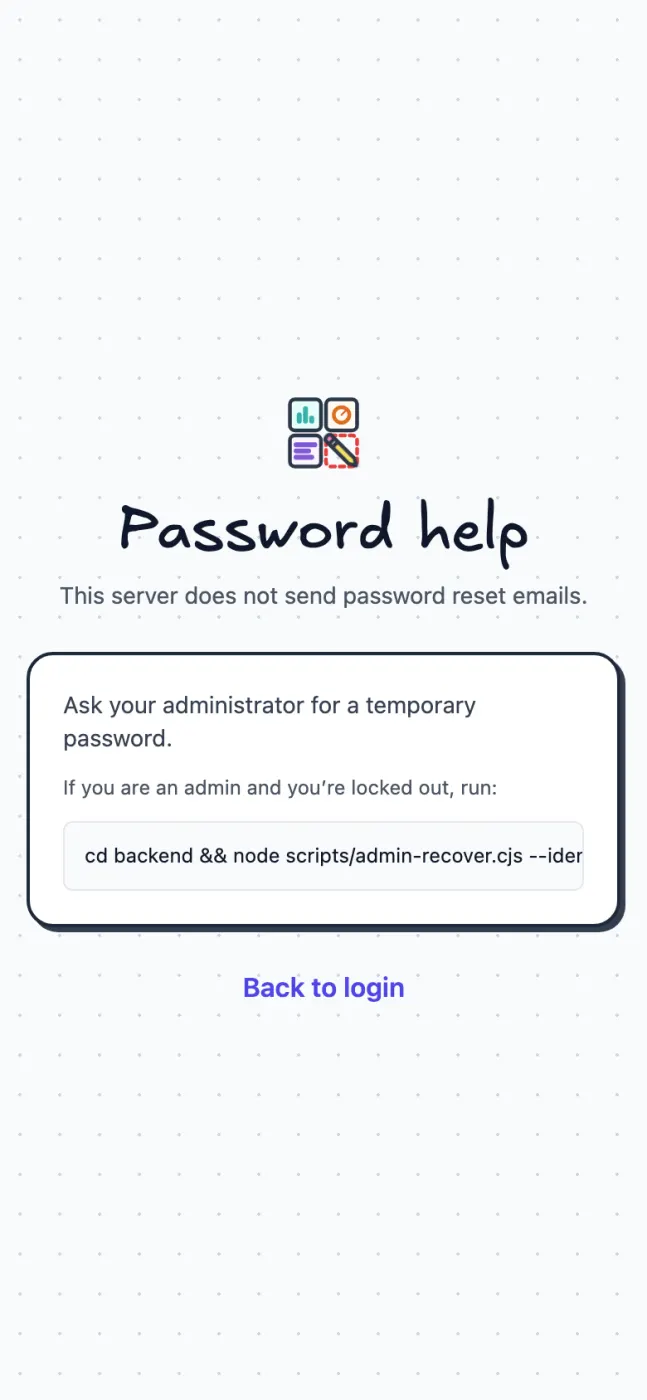 Password help
This server does not send password reset emails.
Ask your administrator for a temporary
password.
If you are an admin and you’re locked out, run:
cd backend && node scripts/admin-recover.cjs --iden
Back to login